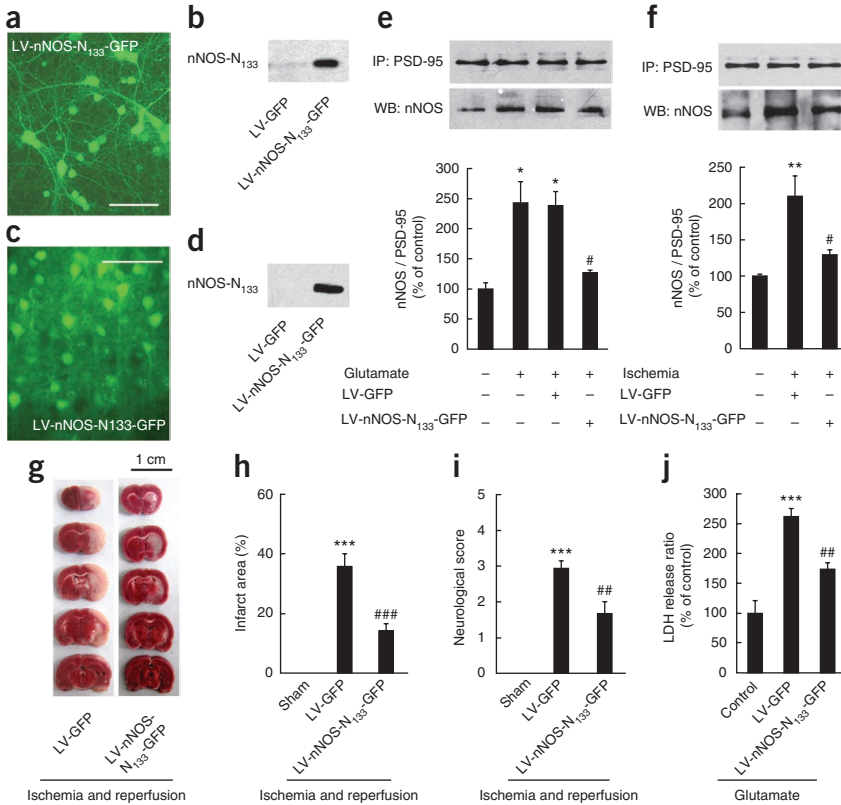 a
LV-nNOS-N133-GFP
b
nNOS-N133
LV-GFP
LV-nNOS-N133-GFP
c
LV-nNOS-N133-GFP
d
nNOS-N133
LV-GFP
LV-nNOS-N133-GFP
e
IP: PSD-95
WB: nNOS
nNOS / PSD-95
(% of control)
300
250
200
150
100
50
0
*
*
#
Glutamate – + + +
LV-GFP – – + –
LV-nNOS-N133-GFP – – – +
f
IP: PSD-95
WB: nNOS
nNOS / PSD-95
(% of control)
250
200
150
100
50
0
**
#
Ischemia – + +
LV-GFP – + –
LV-nNOS-N133-GFP – – +
g
1 cm
LV-GFP
LV-nNOS-
N133-GFP
Ischemia and reperfusion
h
Infarct area (%)
60
40
20
0
***
###
Sham
LV-GFP
LV-nNOS-N133-GFP
Ischemia and reperfusion
i
Neurological score
5
4
3
2
1
0
***
##
Sham
LV-GFP
LV-nNOS-N133-GFP
Ischemia and reperfusion
j
LDH release ratio
(% of control)
300
250
200
150
100
50
0
***
##
Control
LV-GFP
LV-nNOS-N133-GFP
Glutamate